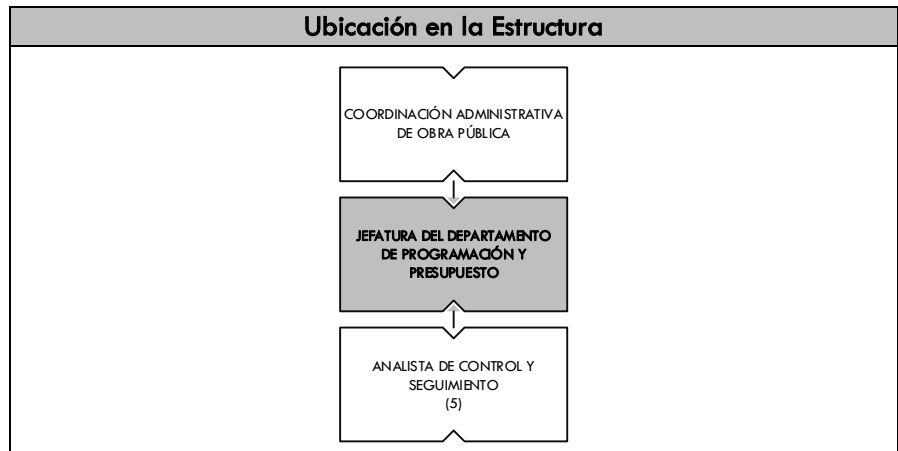 Ubicación en la Estructura
COORDINACIÓN ADMINISTRATIVA
DE OBRA PÚBLICA
JEFATURA DEL DEPARTAMENTO
DE PROGRAMACIÓN Y
PRESUPUESTO
ANALISTA DE CONTROL Y
SEGUIMIENTO
(5)